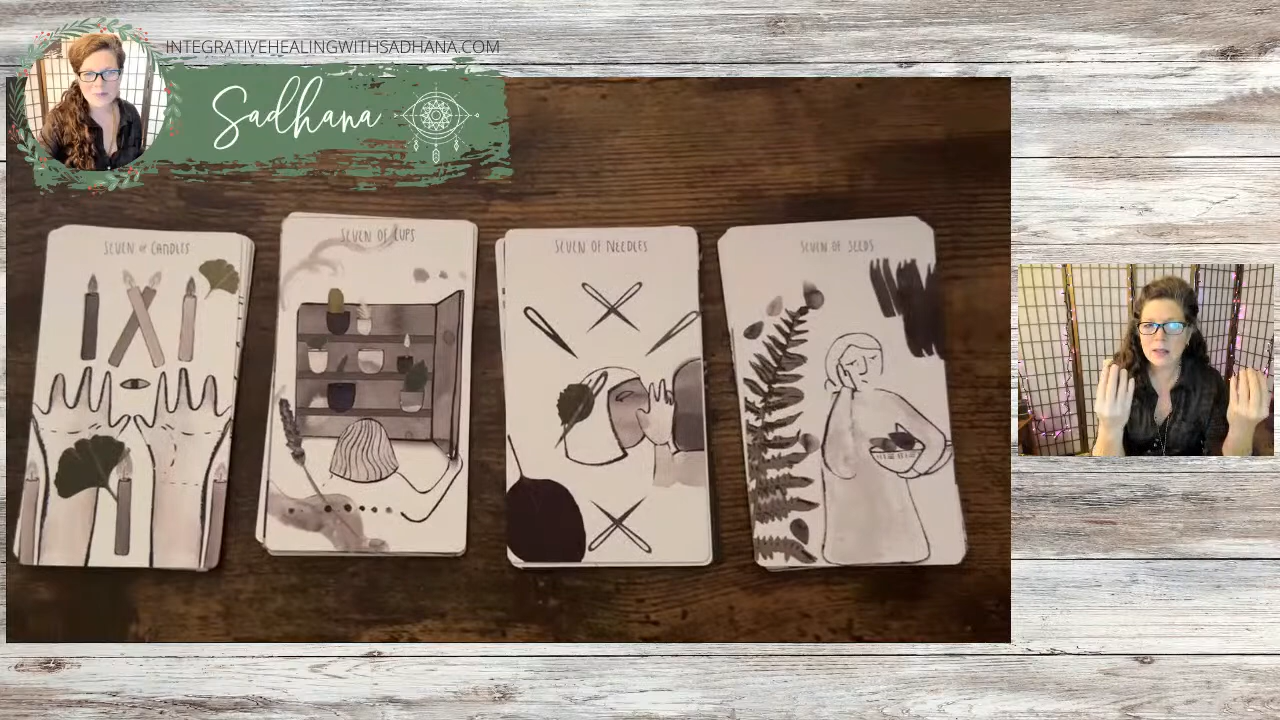 INTEGRATIVEHEALINGWITHSADHANA.COM
Sadhana
SEVEN OF CANDLES
SEVEN OF CUPS
SEVEN OF NEEDLES
SEVEN OF SEEDS